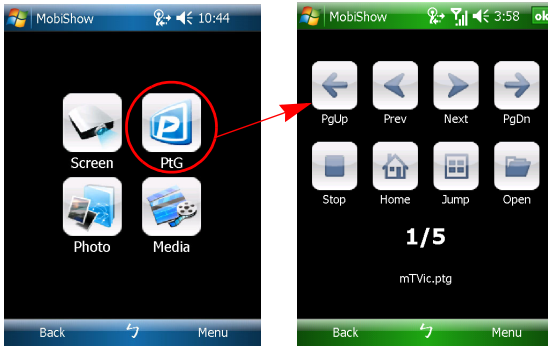 MobiShow 10:44
Screen PtG
Photo Media
Back ㄅ Menu
MobiShow 3:58 ok
PgUp Prev Next PgDn
Stop Home Jump Open
1/5
mTVic.ptg
Back ㄅ Menu